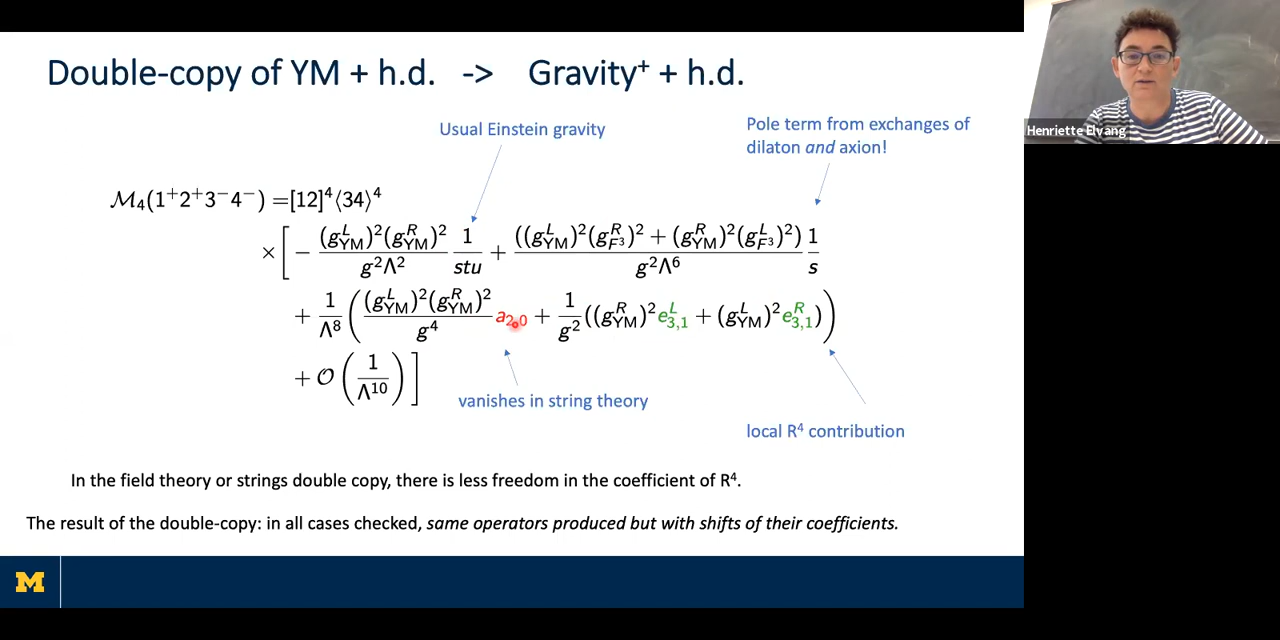 Double-copy of YM + h.d. -> Gravity⁺ + h.d.
Usual Einstein gravity
Pole term from exchanges of
dilaton and axion!
Henriette Elvang
𝓜₄(1⁺2⁺3⁻4⁻) =[12]⁴⟨34⟩⁴
× [ − (g^L_YM)²(g^R_YM)² / g²Λ² 1/stu + ((g^L_YM)²(g^R_F³)² + (g^R_YM)²(g^L_F³)²) / g²Λ⁶ 1/s
+ 1/Λ⁸ ( (g^L_YM)²(g^R_YM)² / g⁴ a₂,₀ + 1/g² ((g^R_YM)² e^L_3,1 + (g^L_YM)² e^R_3,1) )
+ 𝒪 ( 1/Λ¹⁰ ) ]
vanishes in string theory
local R⁴ contribution
In the field theory or strings double copy, there is less freedom in the coefficient of R⁴.
The result of the double-copy: in all cases checked, same operators produced but with shifts of their coefficients.
M